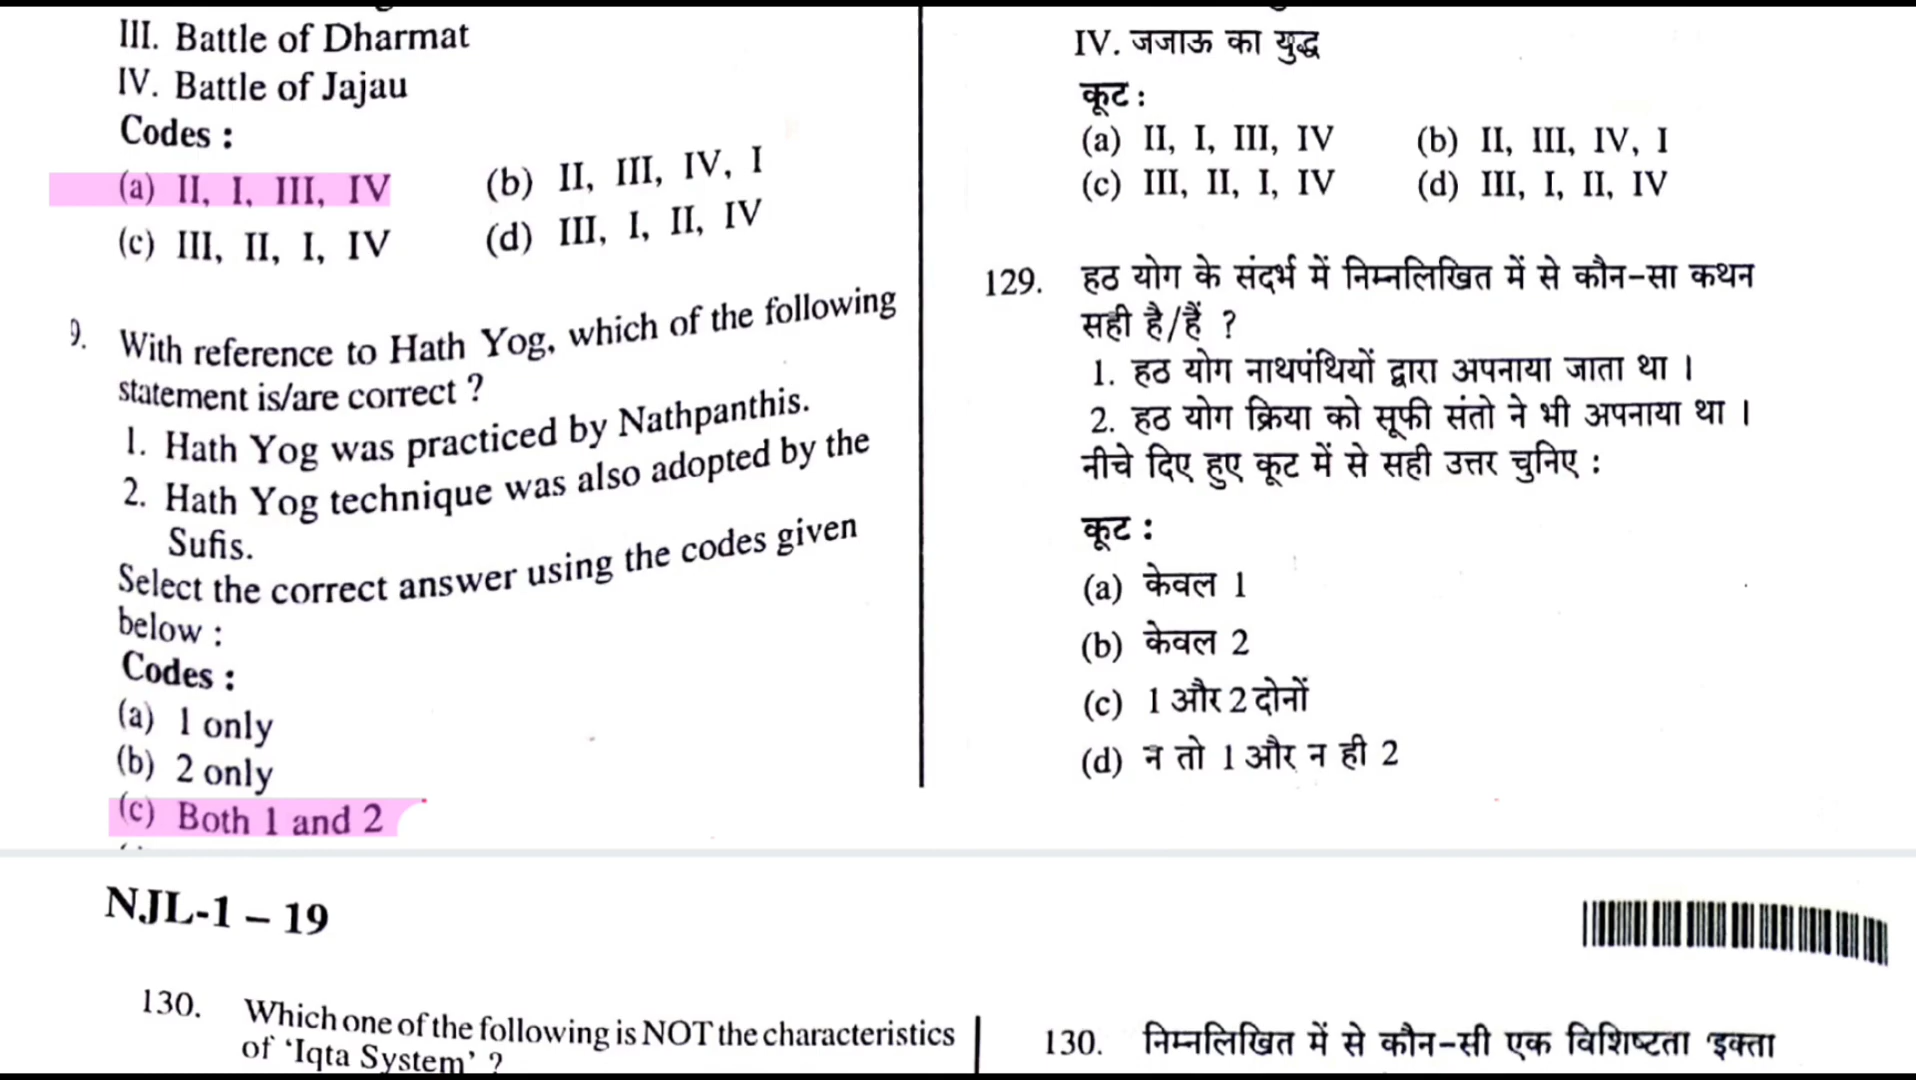 III. Battle of Dharmat
IV. Battle of Jajau
Codes :
(a) II, I, III, IV (b) II, III, IV, I
(c) III, II, I, IV (d) III, I, II, IV
9. With reference to Hath Yog, which of the following
statement is/are correct ?
1. Hath Yog was practiced by Nathpanthis.
2. Hath Yog technique was also adopted by the
Sufis.
Select the correct answer using the codes given
below :
Codes :
(a) 1 only
(b) 2 only
(c) Both 1 and 2
IV. जजाऊ का युद्ध
कूट :
(a) II, I, III, IV (b) II, III, IV, I
(c) III, II, I, IV (d) III, I, II, IV
129. हठ योग के संदर्भ में निम्नलिखित में से कौन-सा कथन
सही है/हैं ?
1. हठ योग नाथपंथियों द्वारा अपनाया जाता था ।
2. हठ योग क्रिया को सूफी संतो ने भी अपनाया था ।
नीचे दिए हुए कूट में से सही उत्तर चुनिए :
कूट :
(a) केवल 1
(b) केवल 2
(c) 1 और 2 दोनों
(d) न तो 1 और न ही 2
NJL-1 – 19
130. Which one of the following is NOT the characteristics
of ‘Iqta System’ ?
130. निम्नलिखित में से कौन-सी एक विशिष्टता ‘इक्ता